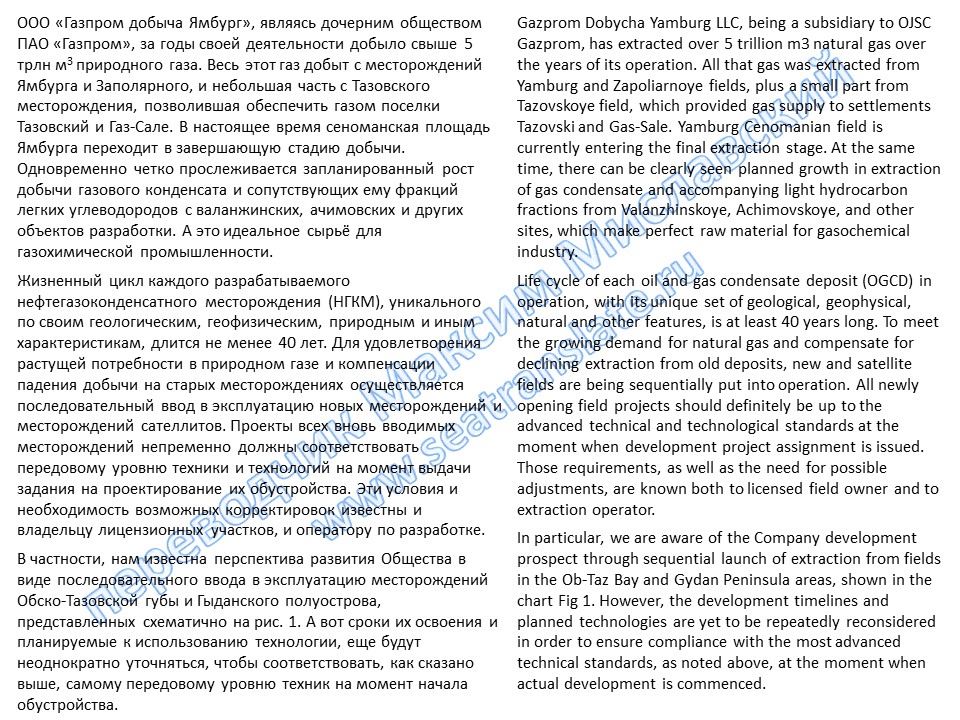 ООО «Газпром добыча Ямбург», являясь дочерним обществом
ПАО «Газпром», за годы своей деятельности добыло свыше 5
трлн м³ природного газа. Весь этот газ добыт с месторождений
Ямбурга и Заполярного, и небольшая часть с Тазовского
месторождения, позволившая обеспечить газом поселки
Тазовский и Газ-Сале. В настоящее время сеноманская площадь
Ямбурга переходит в завершающую стадию добычи.
Одновременно четко прослеживается запланированный рост
добычи газового конденсата и сопутствующих ему фракций
легких углеводородов с валанжинских, ачимовских и других
объектов разработки. А это идеальное сырьё для
газохимической промышленности.
Жизненный цикл каждого разрабатываемого
нефтегазоконденсатного месторождения (НГКМ), уникального
по своим геологическим, геофизическим, природным и иным
характеристикам, длится не менее 40 лет. Для удовлетворения
растущей потребности в природном газе и компенсации
падения добычи на старых месторождениях осуществляется
последовательный ввод в эксплуатацию новых месторождений и
месторождений сателлитов. Проекты всех вновь вводимых
месторождений непременно должны соответствовать
передовому уровню техники и технологий на момент выдачи
задания на проектирование их обустройства. Эти условия и
необходимость возможных корректировок известны и
владельцу лицензионных участков, и оператору по разработке.
В частности, нам известна перспектива развития Общества в
виде последовательного ввода в эксплуатацию месторождений
Обско-Тазовской губы и Гыданского полуострова,
представленных схематично на рис. 1. А вот сроки их освоения и
планируемые к использованию технологии, еще будут
неоднократно уточняться, чтобы соответствовать, как сказано
выше, самому передовому уровню техник на момент начала
обустройства.
Gazprom Dobycha Yamburg LLC, being a subsidiary to OJSC
Gazprom, has extracted over 5 trillion m3 natural gas over
the years of its operation. All that gas was extracted from
Yamburg and Zapoliarnoye fields, plus a small part from
Tazovskoye field, which provided gas supply to settlements
Tazovski and Gas-Sale. Yamburg Cenomanian field is
currently entering the final extraction stage. At the same
time, there can be clearly seen planned growth in extraction
of gas condensate and accompanying light hydrocarbon
fractions from Valanzhinskoye, Achimovskoye, and other
sites, which make perfect raw material for gasochemical
industry.
Life cycle of each oil and gas condensate deposit (OGCD) in
operation, with its unique set of geological, geophysical,
natural and other features, is at least 40 years long. To meet
the growing demand for natural gas and compensate for
declining extraction from old deposits, new and satellite
fields are being sequentially put into operation. All newly
opening field projects should definitely be up to the
advanced technical and technological standards at the
moment when development project assignment is issued.
Those requirements, as well as the need for possible
adjustments, are known both to licensed field owner and to
extraction operator.
In particular, we are aware of the Company development
prospect through sequential launch of extraction from fields
in the Ob-Taz Bay and Gydan Peninsula areas, shown in the
chart Fig 1. However, the development timelines and
planned technologies are yet to be repeatedly reconsidered
in order to ensure compliance with the most advanced
technical standards, as noted above, at the moment when
actual development is commenced.
переводчик Максим Миславский
www.seatranslate.ru